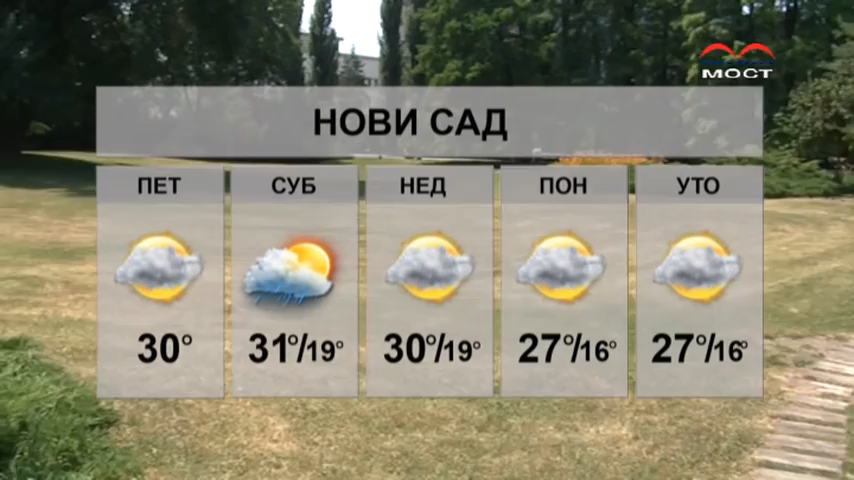 МОСТ
НОВИ САД
ПЕТ СУБ НЕД ПОН УТО
30° 31°/19° 30°/19° 27°/16° 27°/16°